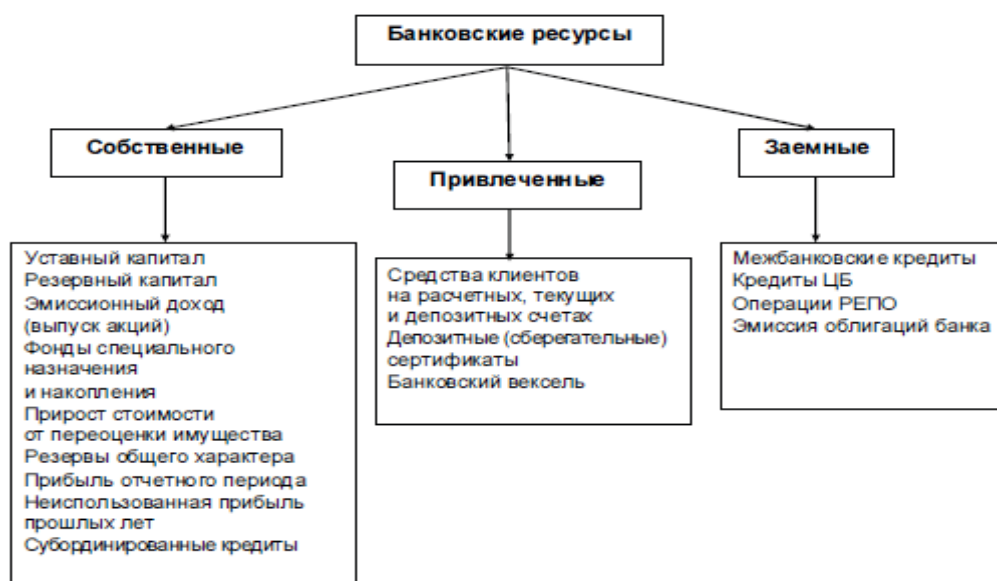 Банковские ресурсы
Собственные
Привлеченные
Заемные
Уставный капитал
Резервный капитал
Эмиссионный доход
(выпуск акций)
Фонды специального
назначения
и накопления
Прирост стоимости
от переоценки имущества
Резервы общего характера
Прибыль отчетного периода
Неиспользованная прибыль
прошлых лет
Субординированные кредиты
Средства клиентов
на расчетных, текущих
и депозитных счетах
Депозитные (сберегательные)
сертификаты
Банковский вексель
Межбанковские кредиты
Кредиты ЦБ
Операции РЕПО
Эмиссия облигаций банка